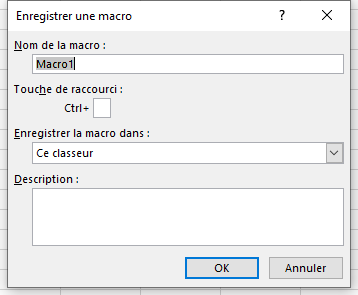 Enregistrer une macro ? ×
Nom de la macro :
Macro1
Touche de raccourci :
Ctrl+
Enregistrer la macro dans :
Ce classeur
Description :
OK Annuler